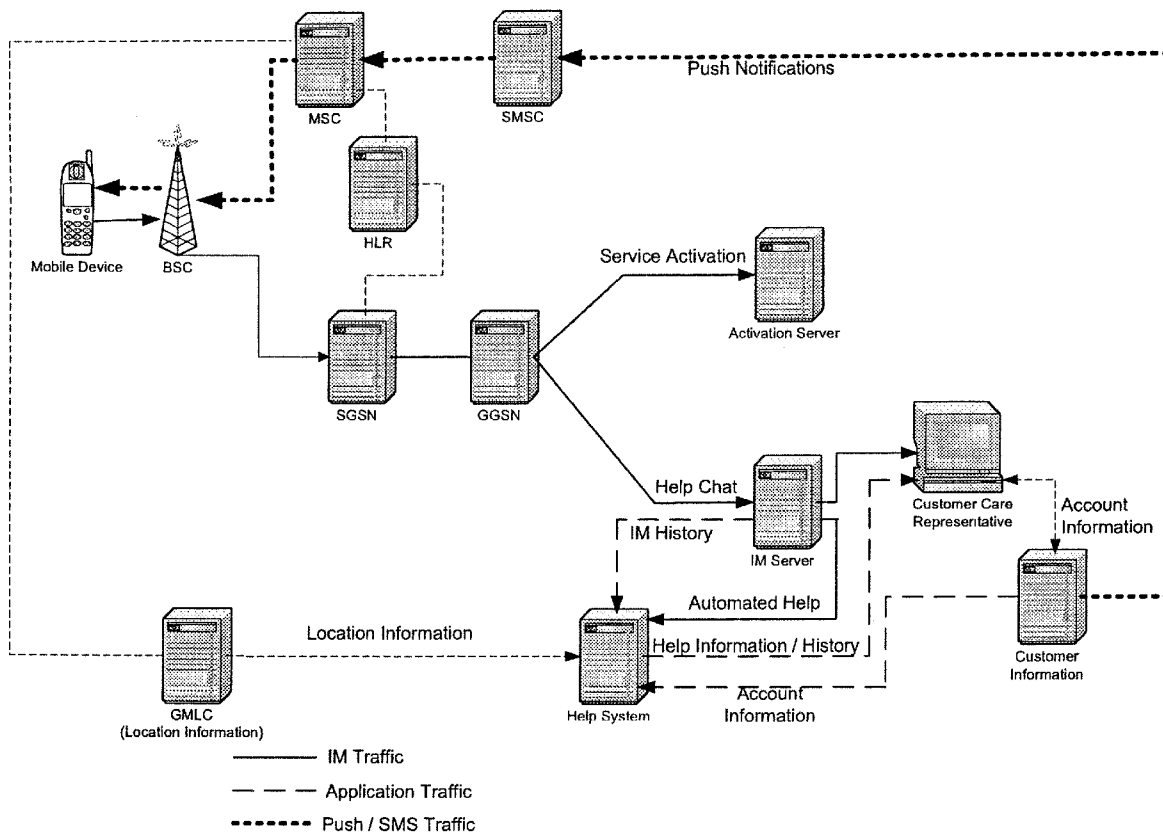 Push Notifications
MSC
SMSC
HLR
Mobile Device
BSC
Service Activation
Activation Server
SGSN
GGSN
Help Chat
Customer Care
Representative
Account
Information
IM History
IM Server
Automated Help
Location Information
Help Information / History
Customer
Information
Account
Information
GMLC
(Location Information)
Help System
IM Traffic
Application Traffic
Push / SMS Traffic